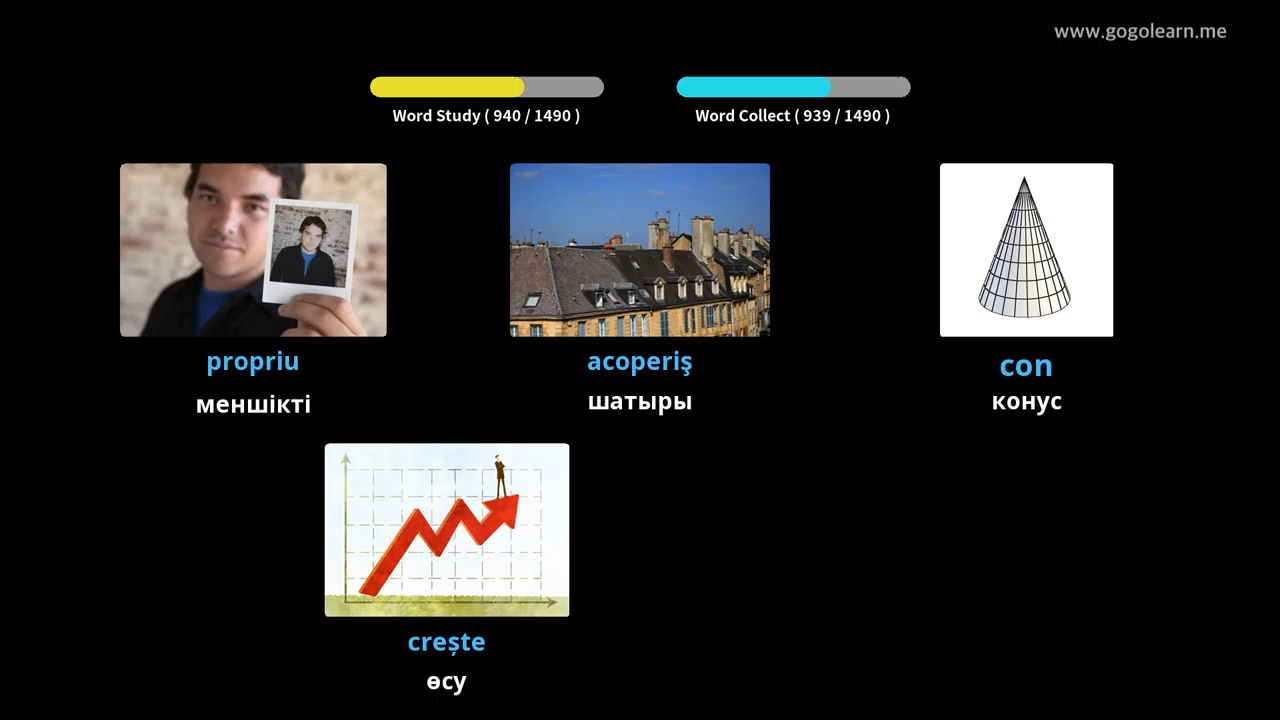 www.gogolearn.me
Word Study ( 940 / 1490 )
Word Collect ( 939 / 1490 )
propriu
меншікті
acoperiş
шатыры
con
конус
crește
өсу